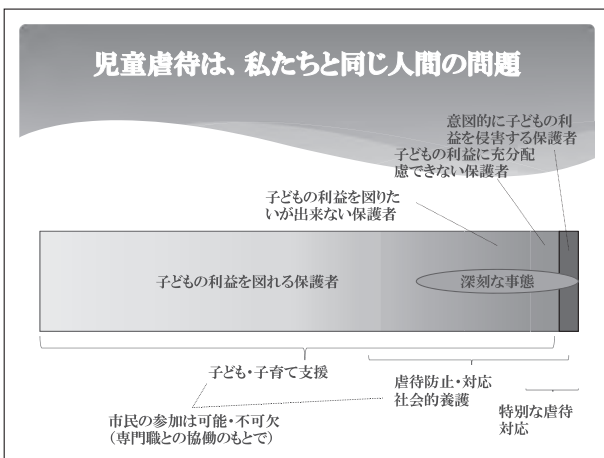 児童虐待は、私たちと同じ人間の問題
意図的に子どもの利
益を侵害する保護者
子どもの利益に充分配
慮できない保護者
子どもの利益を図りた
いが出来ない保護者
子どもの利益を図れる保護者
深刻な事態
子ども・子育て支援
虐待防止・対応
社会的養護
特別な虐待
対応
市民の参加は可能・不可欠
（専門職との協働のもとで）